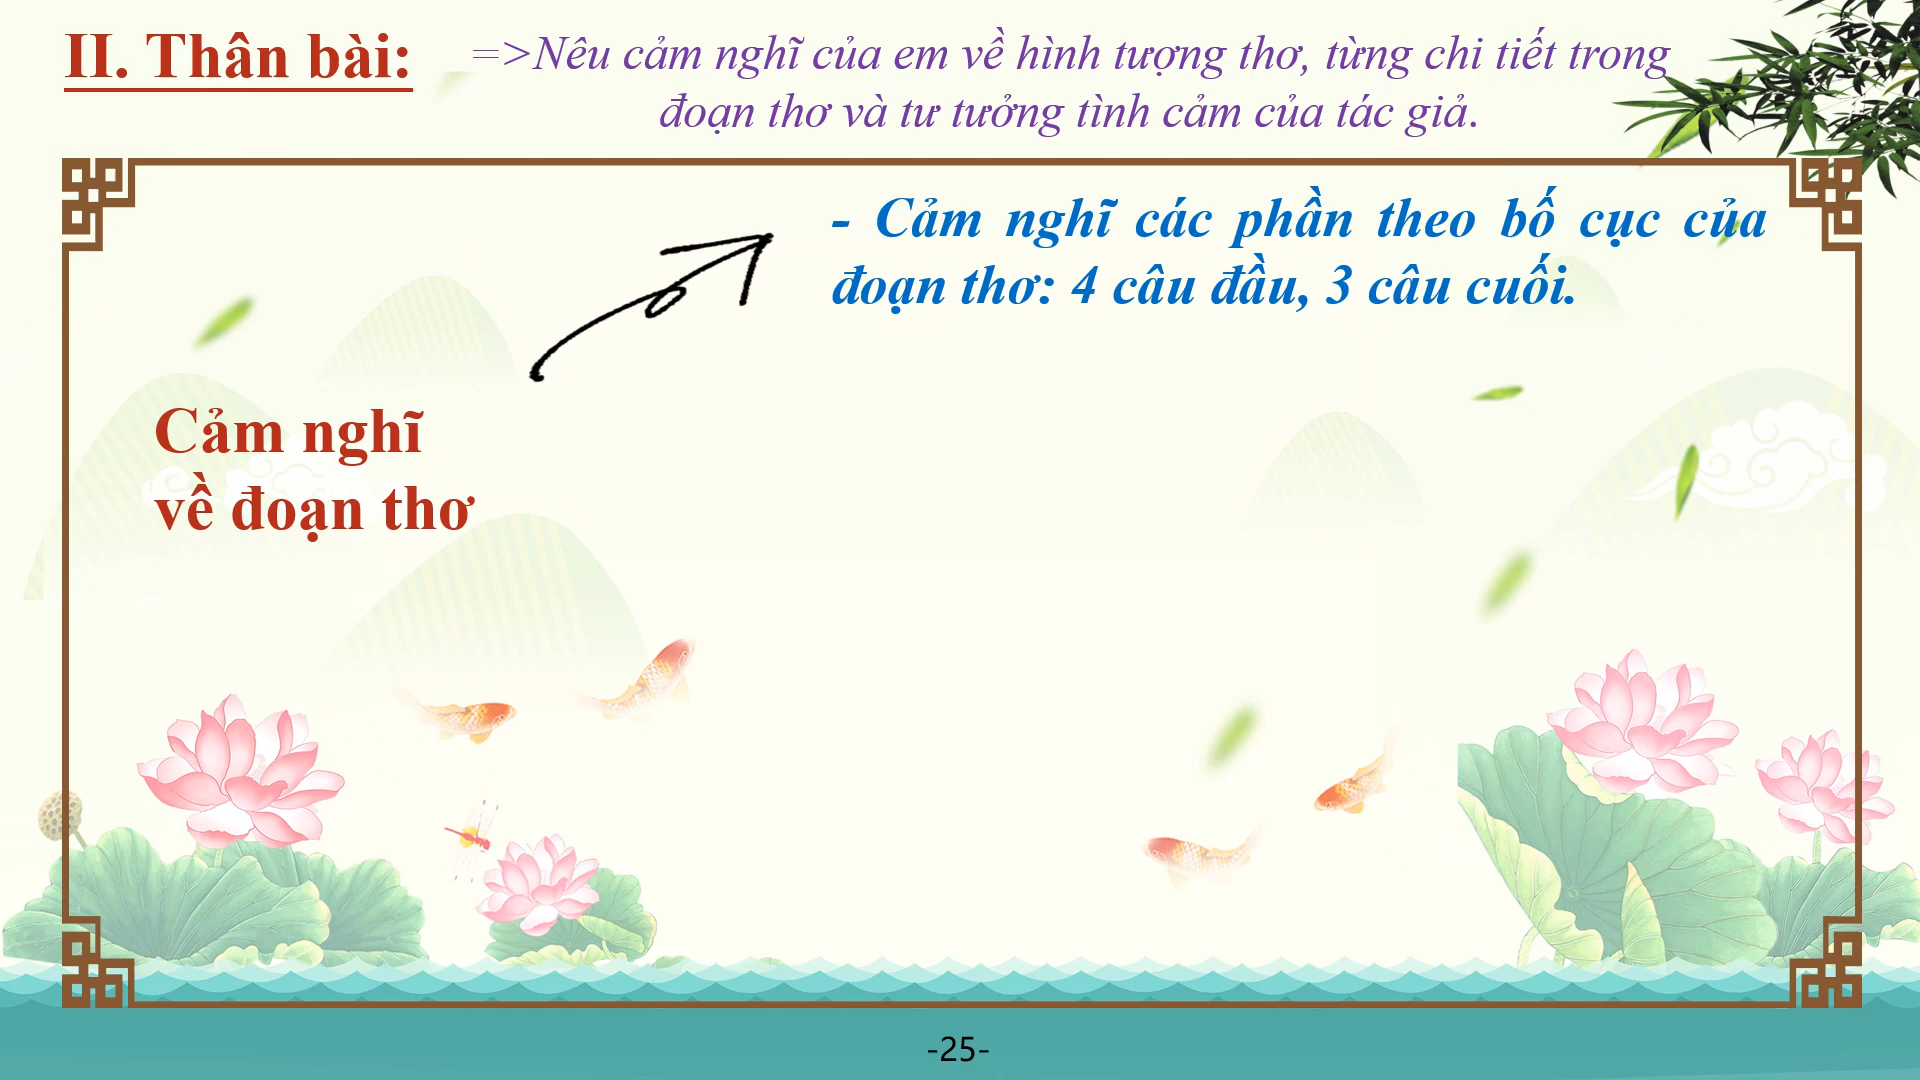 II. Thân bài:
=>Nêu cảm nghĩ của em về hình tượng thơ, từng chi tiết trong
đoạn thơ và tư tưởng tình cảm của tác giả.
- Cảm nghĩ các phần theo bố cục của
đoạn thơ: 4 câu đầu, 3 câu cuối.
Cảm nghĩ
về đoạn thơ
-25-